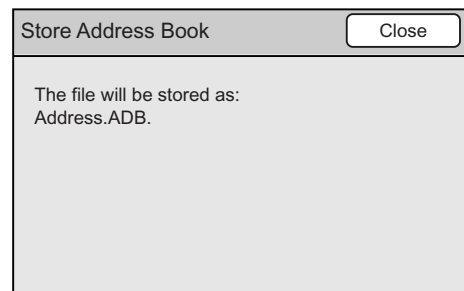 Store Address Book
Close
The file will be stored as:
Address.ADB.